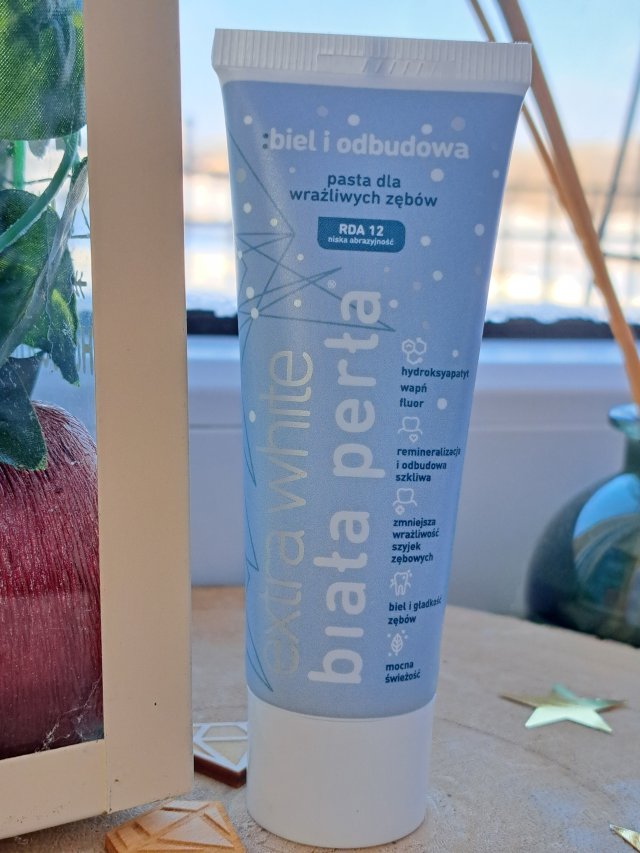 :biel i odbudowa
pasta dla
wrażliwych zębów
RDA 12
niska abrazyjność
extra white
biała perła®
hydroksyapatyt
wapń
fluor
remineralizacja
i odbudowa
szkliwa
zmniejsza
wrażliwość
szyjek
zębowych
biel i gładkość
zębów
mocna
świeżość